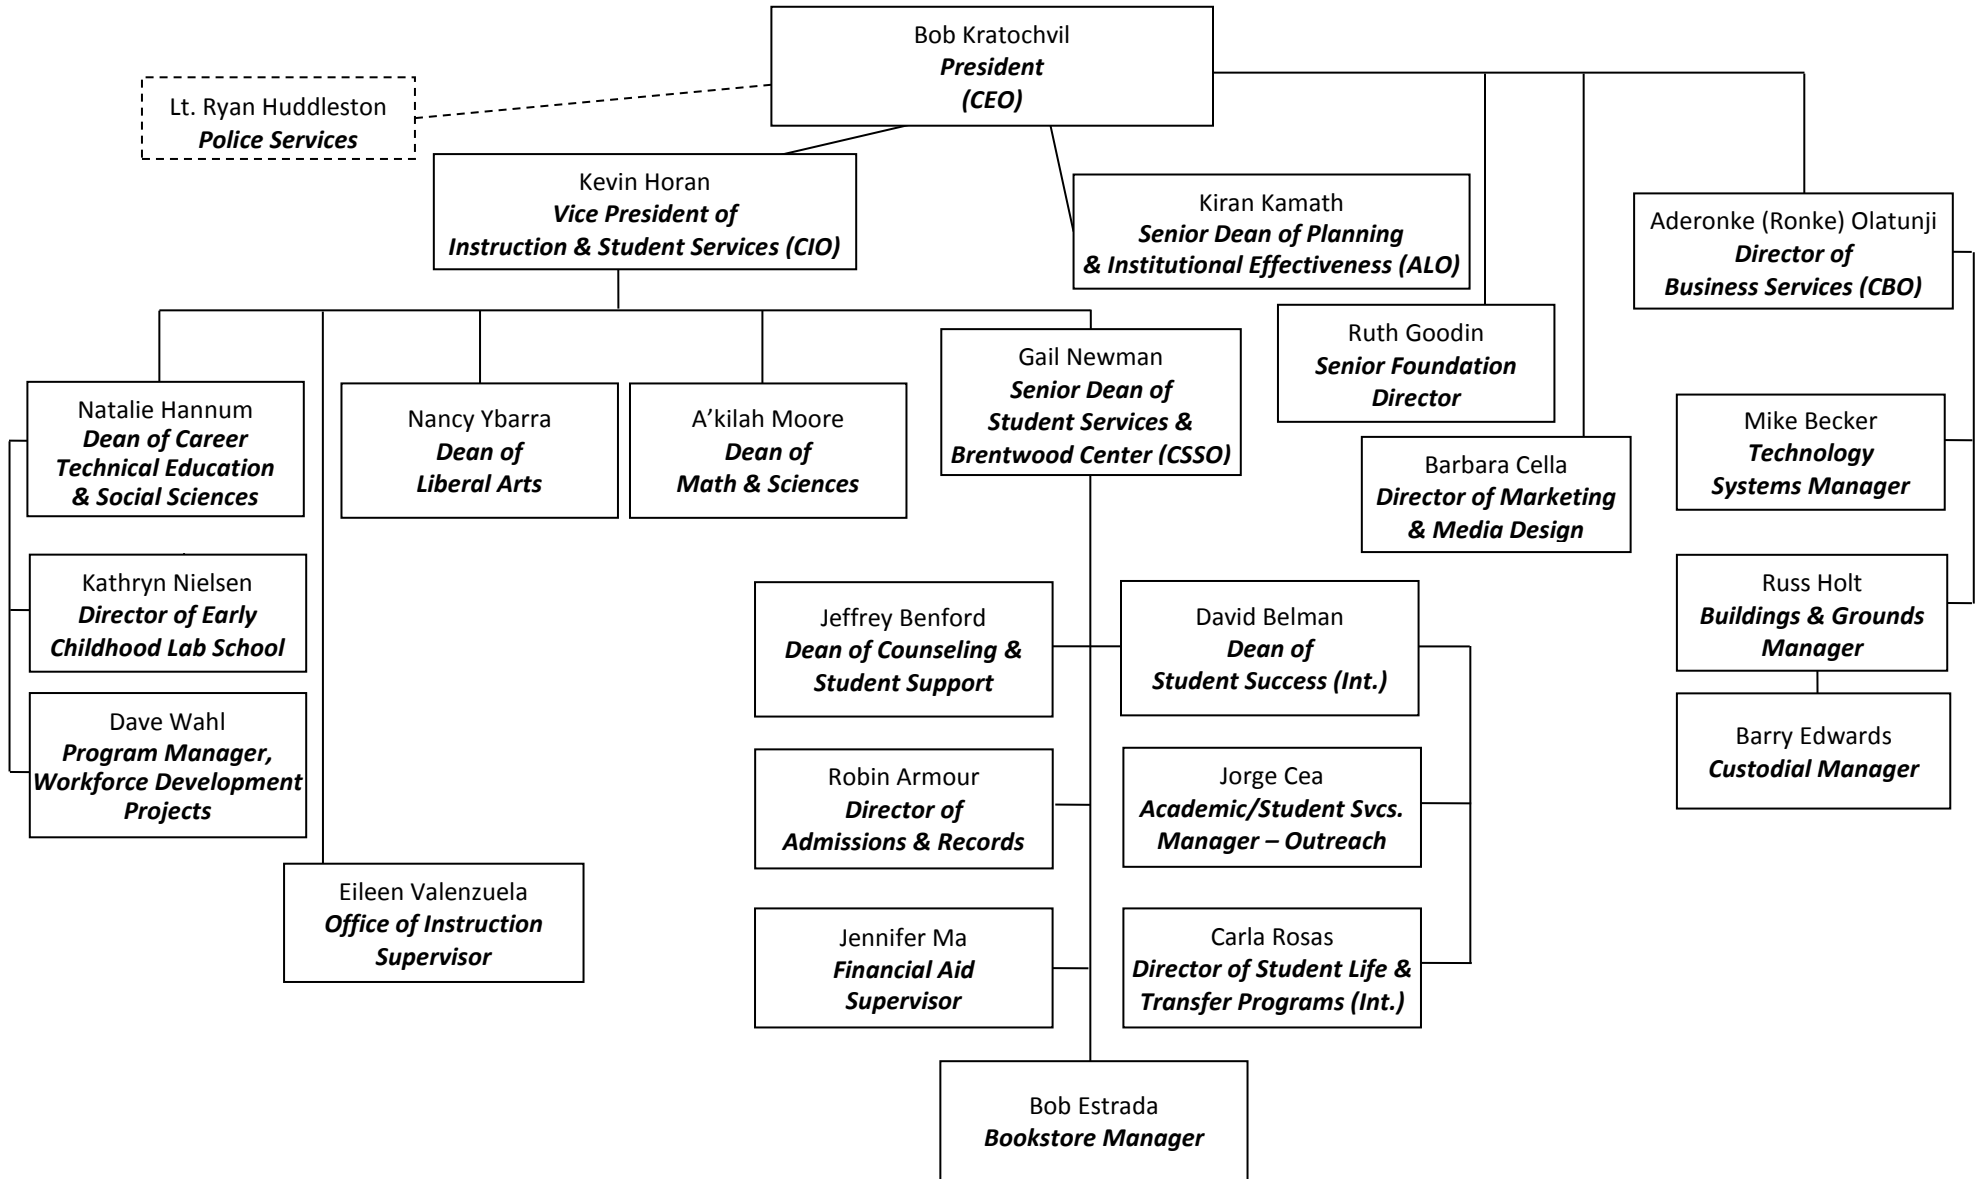 Bob Kratochvil
President
(CEO)
Lt. Ryan Huddleston
Police Services
Kevin Horan
Vice President of
Instruction & Student Services (CIO)
Kiran Kamath
Senior Dean of Planning
& Institutional Effectiveness (ALO)
Aderonke (Ronke) Olatunji
Director of
Business Services (CBO)
Ruth Goodin
Senior Foundation
Director
Gail Newman
Senior Dean of
Student Services &
Brentwood Center (CSSO)
Natalie Hannum
Dean of Career
Technical Education
& Social Sciences
Nancy Ybarra
Dean of
Liberal Arts
A’kilah Moore
Dean of
Math & Sciences
Barbara Cella
Director of Marketing
& Media Design
Mike Becker
Technology
Systems Manager
Kathryn Nielsen
Director of Early
Childhood Lab School
Jeffrey Benford
Dean of Counseling &
Student Support
David Belman
Dean of
Student Success (Int.)
Russ Holt
Buildings & Grounds
Manager
Dave Wahl
Program Manager,
Workforce Development
Projects
Robin Armour
Director of
Admissions & Records
Jorge Cea
Academic/Student Svcs.
Manager – Outreach
Barry Edwards
Custodial Manager
Eileen Valenzuela
Office of Instruction
Supervisor
Jennifer Ma
Financial Aid
Supervisor
Carla Rosas
Director of Student Life &
Transfer Programs (Int.)
Bob Estrada
Bookstore Manager